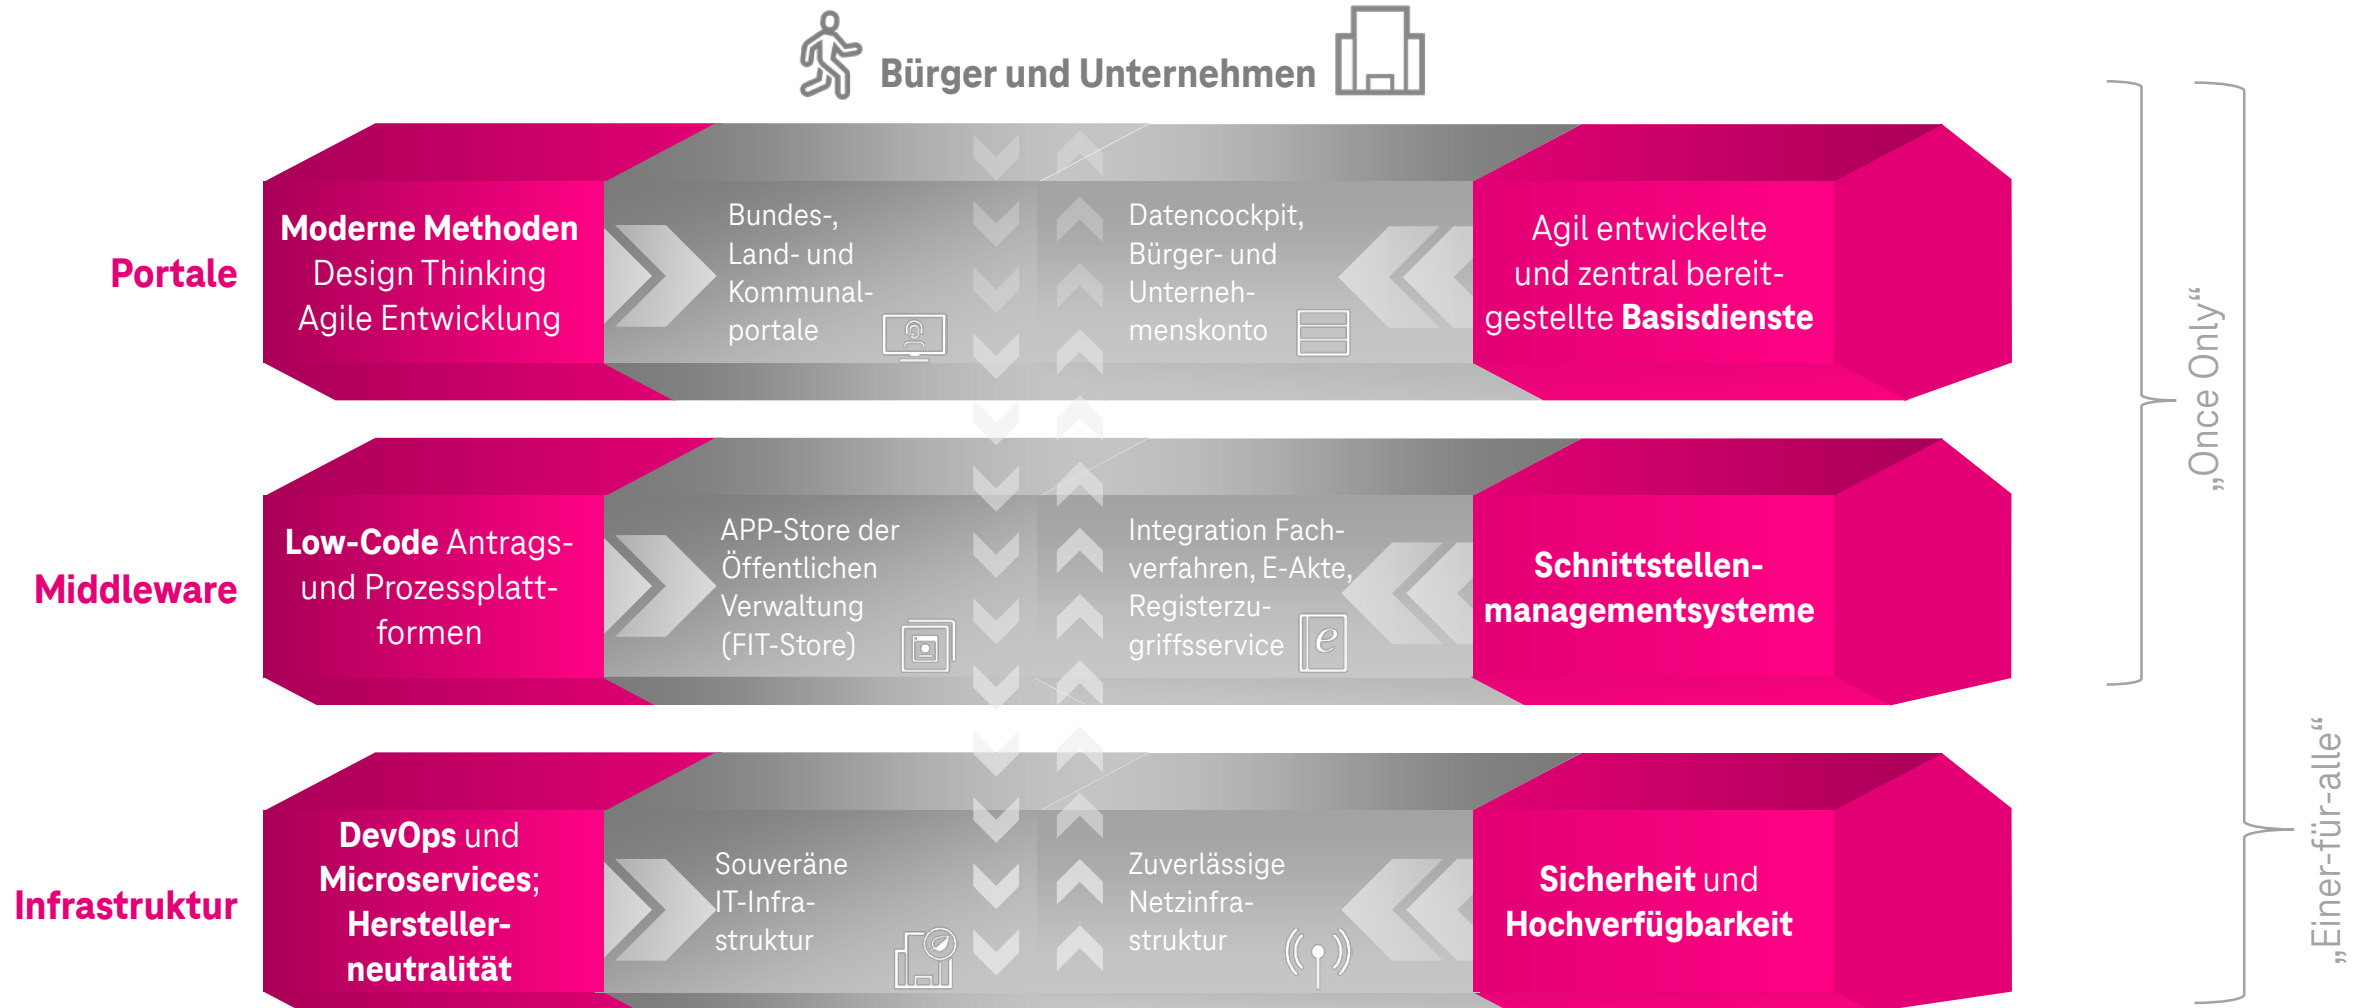 Bürger und Unternehmen
Portale
Moderne Methoden
Design Thinking
Agile Entwicklung
Bundes-,
Land- und
Kommunal-
portale
Datencockpit,
Bürger- und
Unterneh-
menskonto
Agil entwickelte
und zentral bereit-
gestellte Basisdienste
Middleware
Low-Code Antrags-
und Prozessplatt-
formen
APP-Store der
Öffentlichen
Verwaltung
(FIT-Store)
Integration Fach-
verfahren, E-Akte,
Registerzu-
griffsservice
e
Schnittstellen-
managementsysteme
Infrastruktur
DevOps und
Microservices;
Hersteller-
neutralität
Souveräne
IT-Infra-
struktur
Zuverlässige
Netzinfra-
struktur
Sicherheit und
Hochverfügbarkeit
„Once Only“
„Einer-für-alle“